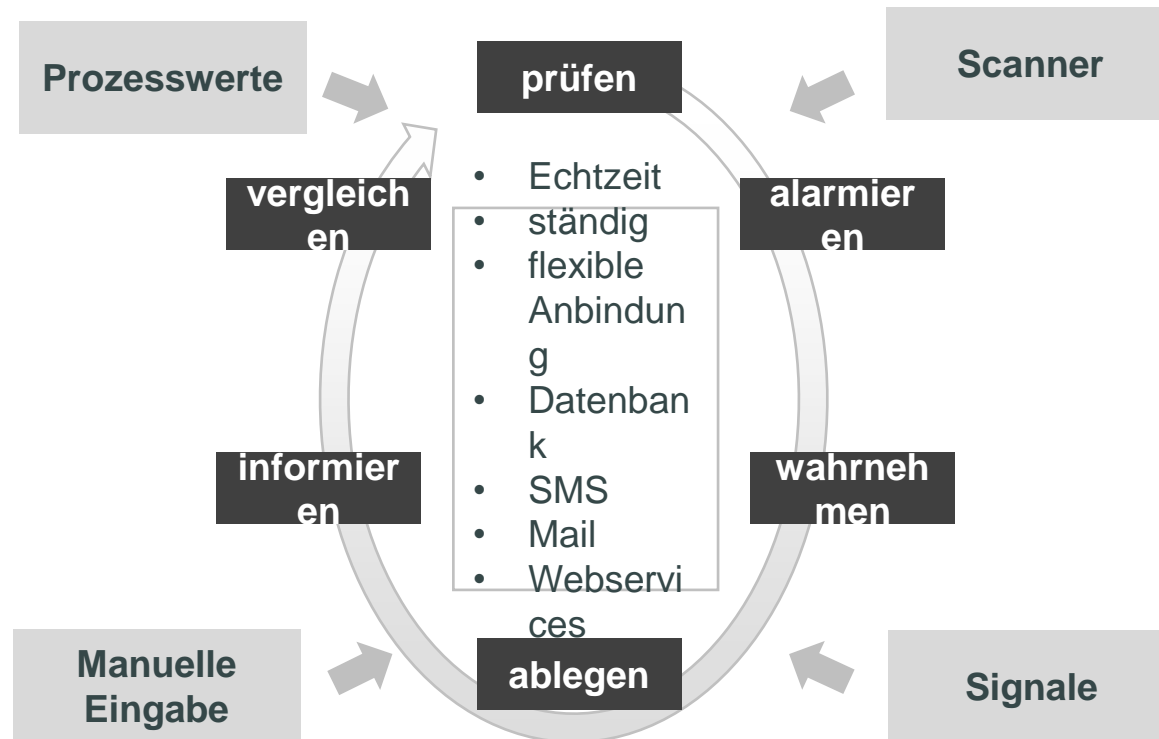 Prozesswerte
prüfen
Scanner
vergleich
en
alarmier
en
• Echtzeit
• ständig
• flexible
Anbindun
g
• Datenban
k
• SMS
• Mail
• Webservi
ces
informier
en
wahrneh
men
Manuelle
Eingabe
ablegen
Signale